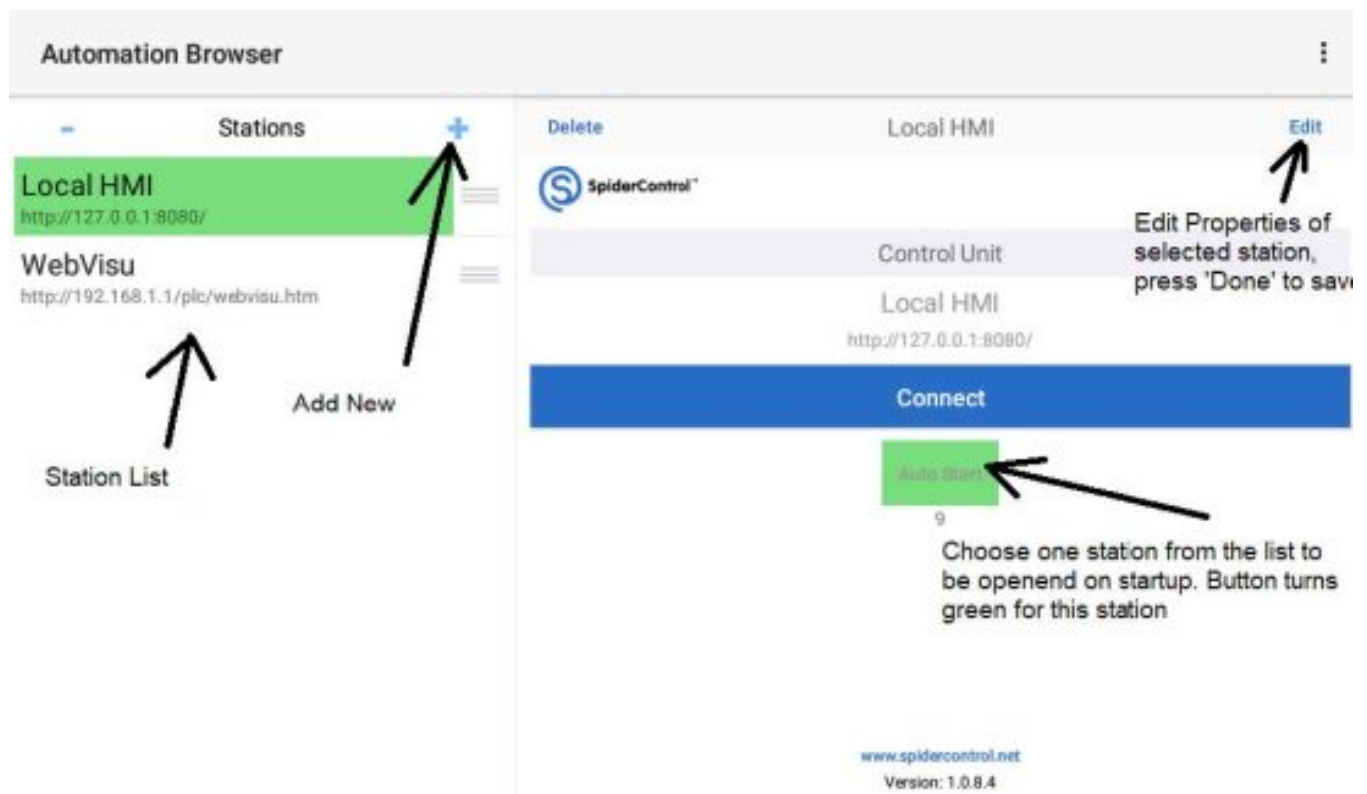 Automation Browser
- Stations +
Delete Local HMI Edit
Local HMI
http://127.0.0.1:8080/
SpiderControl™
Edit Properties of
selected station,
press 'Done' to save
Control Unit
WebVisu
http://192.168.1.1/plc/webvisu.htm
Local HMI
http://127.0.0.1:8080/
Connect
Add New
Station List
Auto Start
9
Choose one station from the list to
be openend on startup. Button turns
green for this station
www.spidercontrol.net
Version: 1.0.8.4